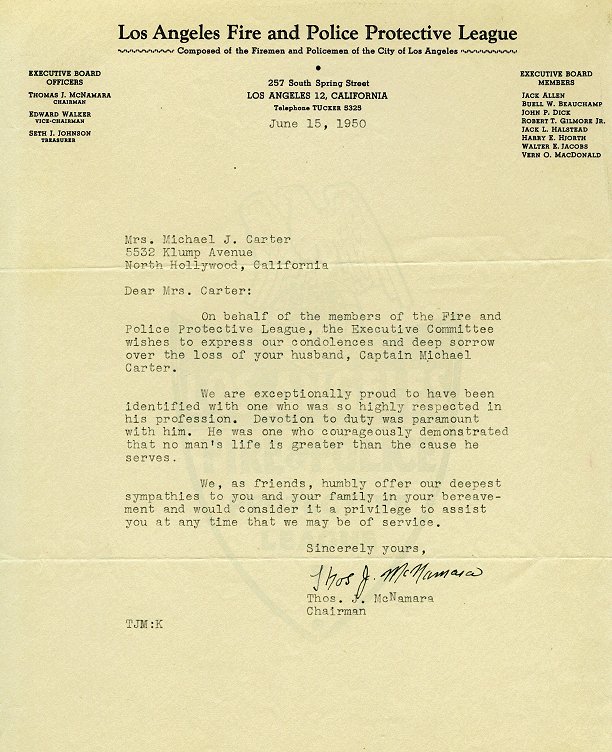 Los Angeles Fire and Police Protective League
Composed of the Firemen and Policemen of the City of Los Angeles
257 South Spring Street
LOS ANGELES 12, CALIFORNIA
Telephone TUCKER 5325
June 15, 1950
EXECUTIVE BOARD
OFFICERS
THOMAS J. MCNAMARA
CHAIRMAN
EDWARD WALKER
VICE-CHAIRMAN
SETH J. JOHNSON
TREASURER
EXECUTIVE BOARD
MEMBERS
JACK ALLEN
BUELL W. BEAUCHAMP
JOHN P. DICK
ROBERT T. GILMORE JR.
JACK L. HALSTEAD
HARRY E. HJORTH
WALTER E. JACOBS
VERN O. MACDONALD
Mrs. Michael J. Carter
5532 Klump Avenue
North Hollywood, California
Dear Mrs. Carter:
On behalf of the members of the Fire and
Police Protective League, the Executive Committee
wishes to express our condolences and deep sorrow
over the loss of your husband, Captain Michael
Carter.
We are exceptionally proud to have been
identified with one who was so highly respected in
his profession. Devotion to duty was paramount
with him. He was one who courageously demonstrated
that no man's life is greater than the cause he
serves.
We, as friends, humbly offer our deepest
sympathies to you and your family in your bereave-
ment and would consider it a privilege to assist
you at any time that we may be of service.
Sincerely yours,
Thos J. McNamara
Thos. J. McNamara
Chairman
TJM:K
LEAGUE